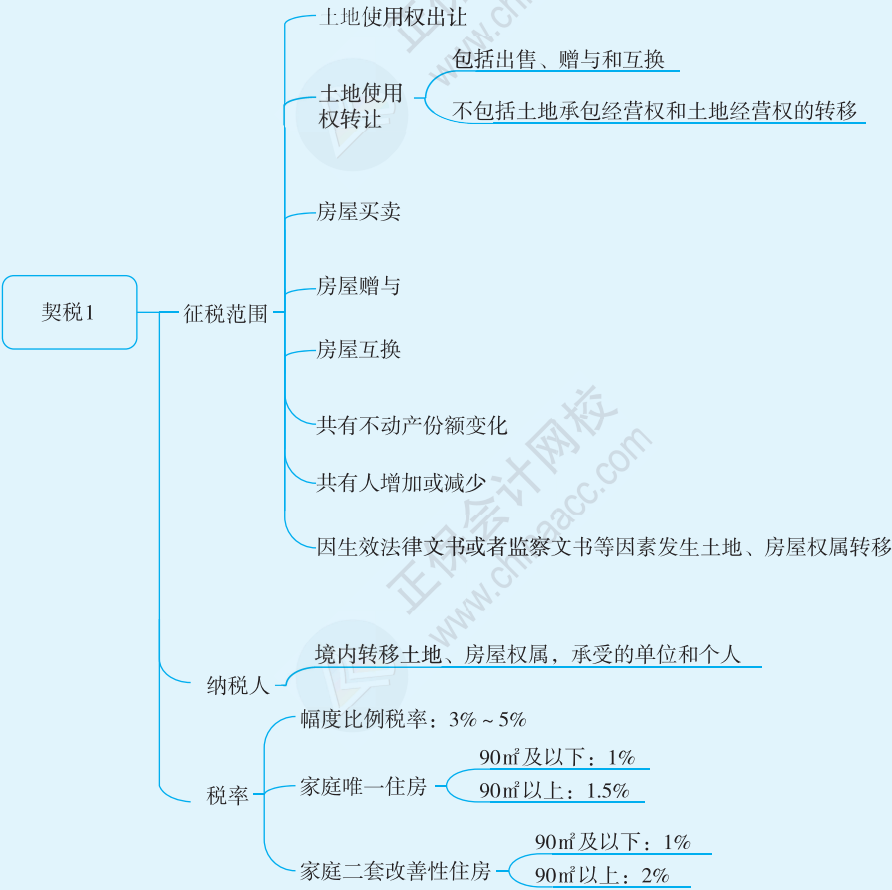 土地使用权出让
包括出售、赠与和互换
土地使用
权转让
不包括土地承包经营权和土地经营权的转移
房屋买卖
房屋赠与
契税1
征税范围
房屋互换
共有不动产份额变化
共有人增加或减少
因生效法律文书或者监察文书等因素发生土地、房屋权属转移
正保会计网校
www.chinaacc.com
境内转移土地、房屋权属，承受的单位和个人
纳税人
幅度比例税率：3%~5%
90㎡及以下：1%
家庭唯一住房
90㎡以上：1.5%
税率
90㎡及以下：1%
家庭二套改善性住房
90㎡以上：2%